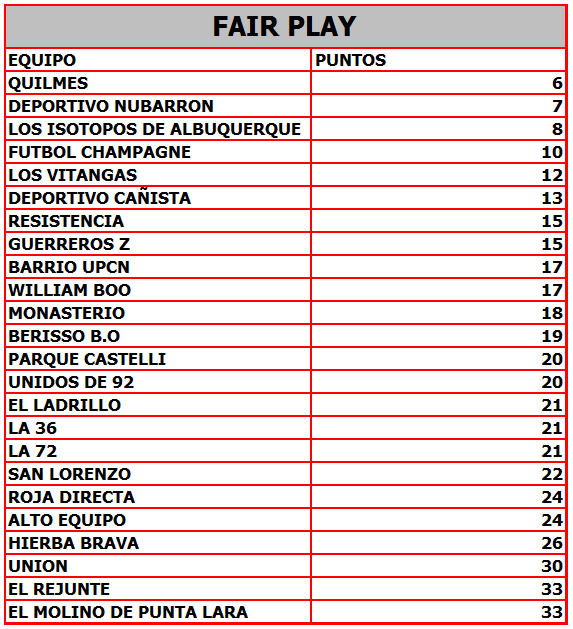 FAIR PLAY
EQUIPO PUNTOS
QUILMES 6
DEPORTIVO NUBARRON 7
LOS ISOTOPOS DE ALBUQUERQUE 8
FUTBOL CHAMPAGNE 10
LOS VITANGAS 12
DEPORTIVO CAÑISTA 13
RESISTENCIA 15
GUERREROS Z 15
BARRIO UPCN 17
WILLIAM BOO 17
MONASTERIO 18
BERISSO B.O 19
PARQUE CASTELLI 20
UNIDOS DE 92 20
EL LADRILLO 21
LA 36 21
LA 72 21
SAN LORENZO 22
ROJA DIRECTA 24
ALTO EQUIPO 24
HIERBA BRAVA 26
UNION 30
EL REJUNTE 33
EL MOLINO DE PUNTA LARA 33